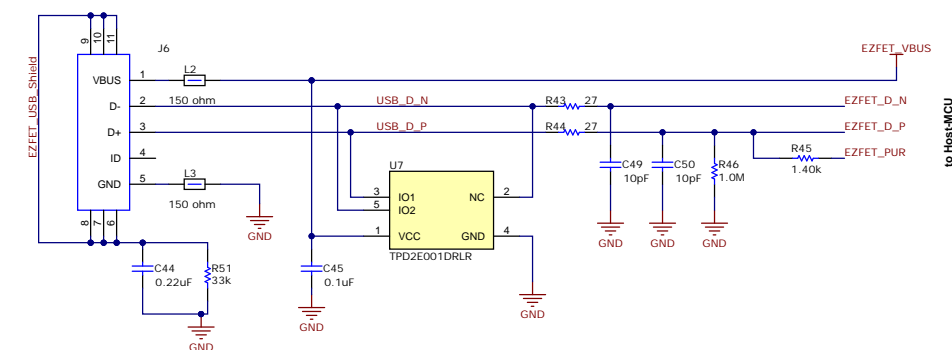 EZFET_USB_Shield
9
10
11
J6
EZFET_VBUS
VBUS
1
L2
150 ohm
D-
2
USB_D_N
R43
27
EZFET_D_N
D+
3
USB_D_P
R44
27
EZFET_D_P
to Host-MCU
ID
4
R45
1.40k
EZFET_PUR
GND
5
L3
150 ohm
U7
C49
10pF
C50
10pF
R46
1.0M
3
IO1
NC
2
5
IO2
1
VCC
GND
4
TPD2E001DRLR
8
7
6
GND
GND
GND
GND
C44
0.22uF
R51
33k
C45
0.1uF
GND
GND
GND